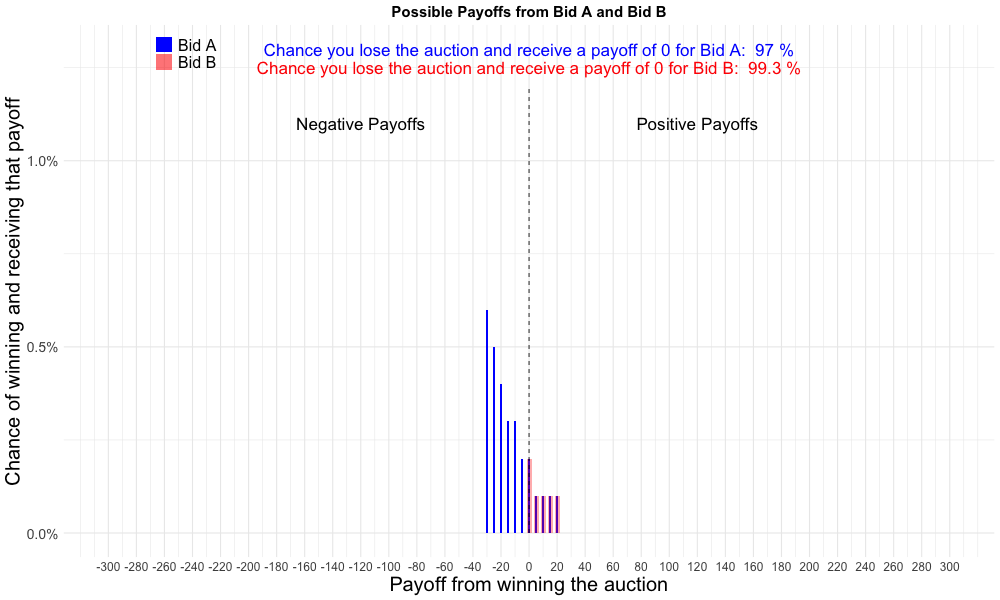 Possible Payoffs from Bid A and Bid B
Bid A
Bid B
Chance you lose the auction and receive a payoff of 0 for Bid A:  97 %
Chance you lose the auction and receive a payoff of 0 for Bid B:  99.3 %
Negative Payoffs
Positive Payoffs
Chance of winning and receiving that payoff
1.0%
0.5%
0.0%
-300 -280 -260 -240 -220 -200 -180 -160 -140 -120 -100 -80 -60 -40 -20 0 20 40 60 80 100 120 140 160 180 200 220 240 260 280 300
Payoff from winning the auction